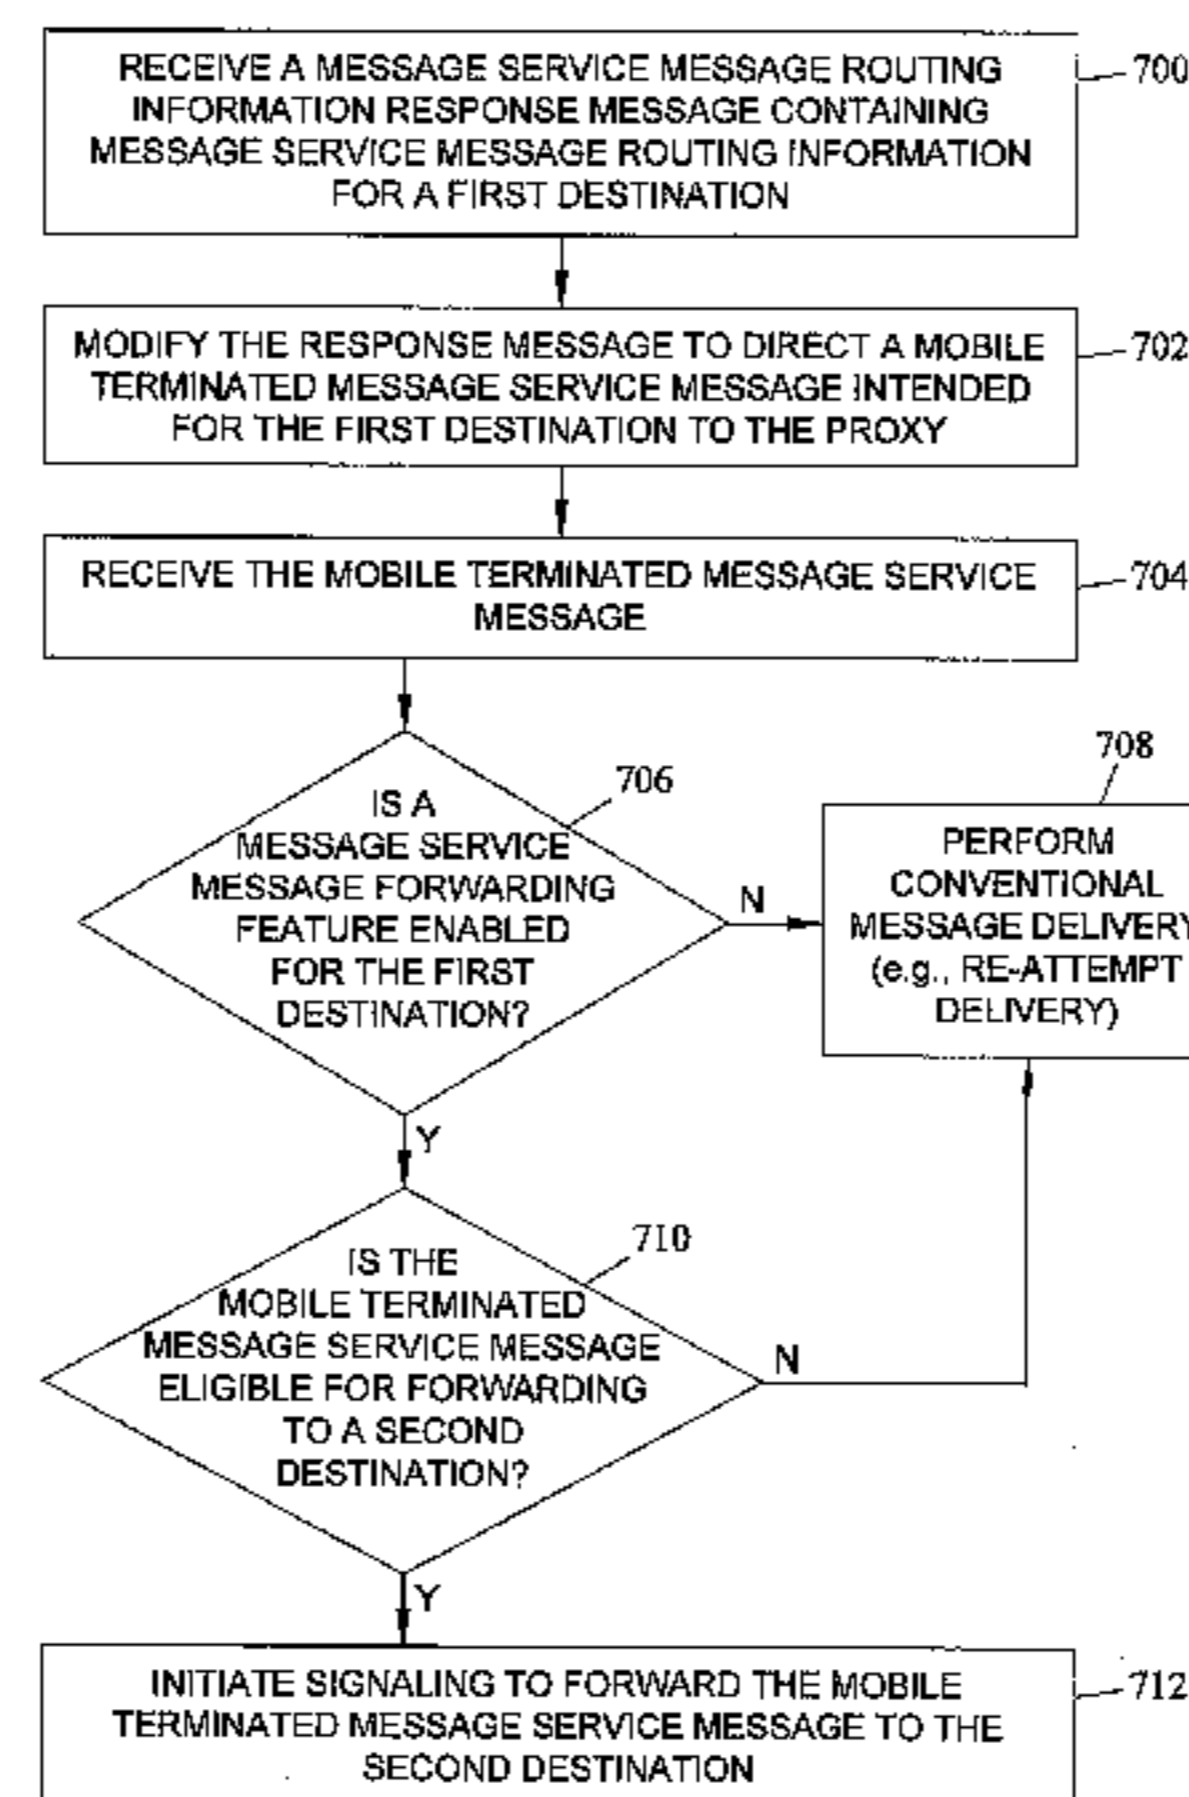 RECEIVE A MESSAGE SERVICE MESSAGE ROUTING
INFORMATION RESPONSE MESSAGE CONTAINING
MESSAGE SERVICE MESSAGE ROUTING INFORMATION
FOR A FIRST DESTINATION
700
MODIFY THE RESPONSE MESSAGE TO DIRECT A MOBILE
TERMINATED MESSAGE SERVICE MESSAGE INTENDED
FOR THE FIRST DESTINATION TO THE PROXY
702
RECEIVE THE MOBILE TERMINATED MESSAGE SERVICE
MESSAGE
704
IS A
MESSAGE SERVICE
MESSAGE FORWARDING
FEATURE ENABLED
FOR THE FIRST
DESTINATION?
706
N
708
PERFORM
CONVENTIONAL
MESSAGE DELIVERY
(e.g., RE-ATTEMPT
DELIVERY)
Y
IS THE
MOBILE TERMINATED
MESSAGE SERVICE MESSAGE
ELIGIBLE FOR FORWARDING
TO A SECOND
DESTINATION?
710
N
Y
INITIATE SIGNALING TO FORWARD THE MOBILE
TERMINATED MESSAGE SERVICE MESSAGE TO THE
SECOND DESTINATION
712